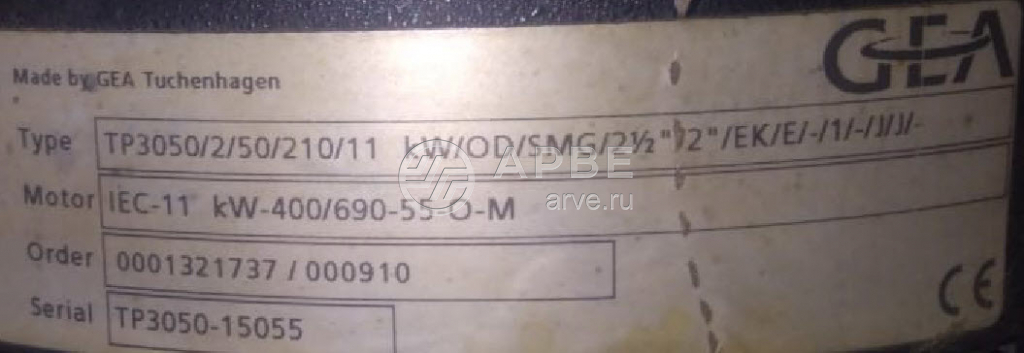 GEA
Made by GEA Tuchenhagen
Type TP3050/2/50/210/11 kW/OD/SMG/2½"/2"/EK/E/-/1/-/J/J/-
Motor IEC-11 kW-400/690-55-O-M
АРВЕ
arve.ru
Order 0001321737 / 000910
Serial TP3050-15055
CE